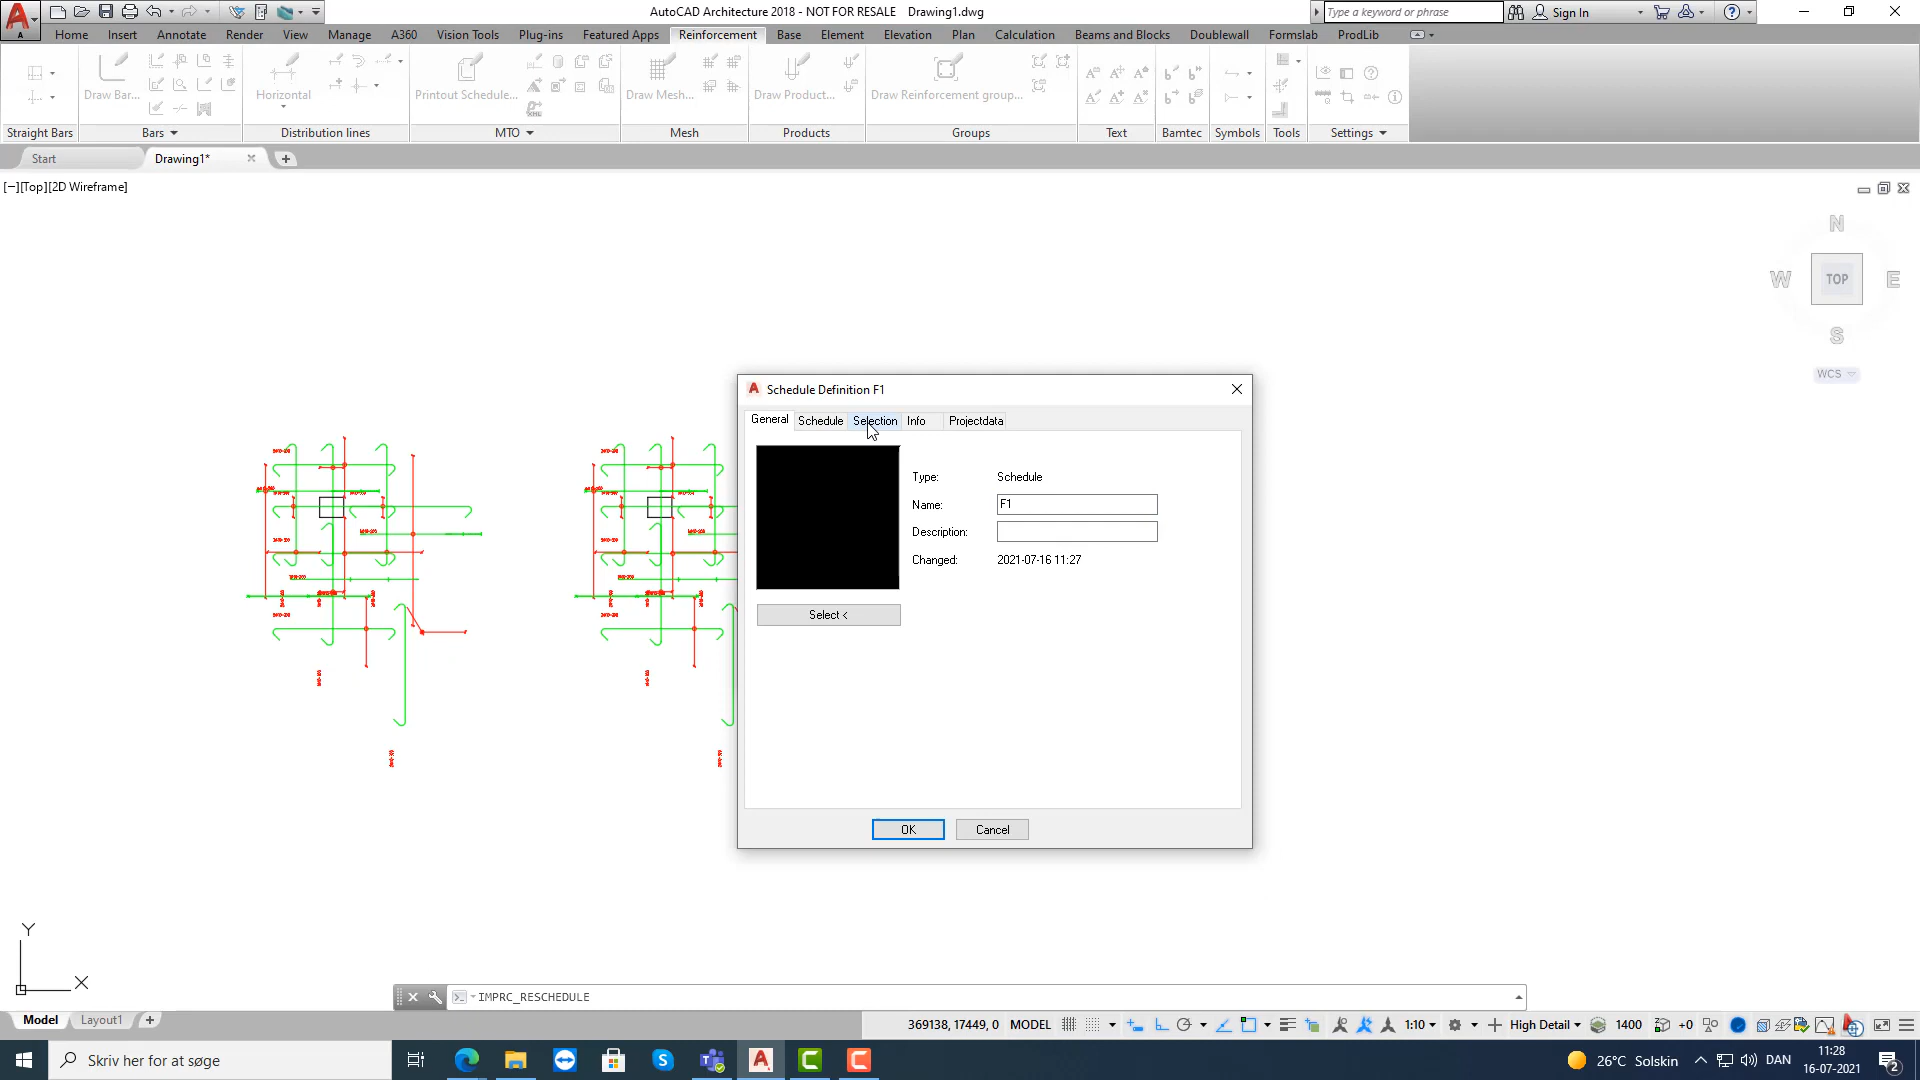 AutoCAD Architecture 2018 - NOT FOR RESALE Drawing1.dwg
Type a keyword or phrase
Sign In
Home Insert Annotate Render View Manage A360 Vision Tools Plug-ins Featured Apps Reinforcement Base Element Elevation Plan Calculation Beams and Blocks Doublewall Formslab ProdLib
Draw Bar... Horizontal Printout Schedule... Draw Mesh... Draw Product... Draw Reinforcement group...
Straight Bars Bars Distribution lines MTO Mesh Products Groups Text Bamtec Symbols Tools Settings
Start Drawing1*
[−][Top][2D Wireframe]
N
W TOP E
S
WCS
Schedule Definition F1
General Schedule Selection Info Projectdata
Type: Schedule
Name: F1
Description:
Changed: 2021-07-16 11:27
Select <
OK Cancel
Y
X
IMPRC_RESCHEDULE
Model Layout1
369138, 17449, 0 MODEL 1:10 High Detail 1400 +0
Skriv her for at søge
26°C Solskin DAN
11:28
16-07-2021
2